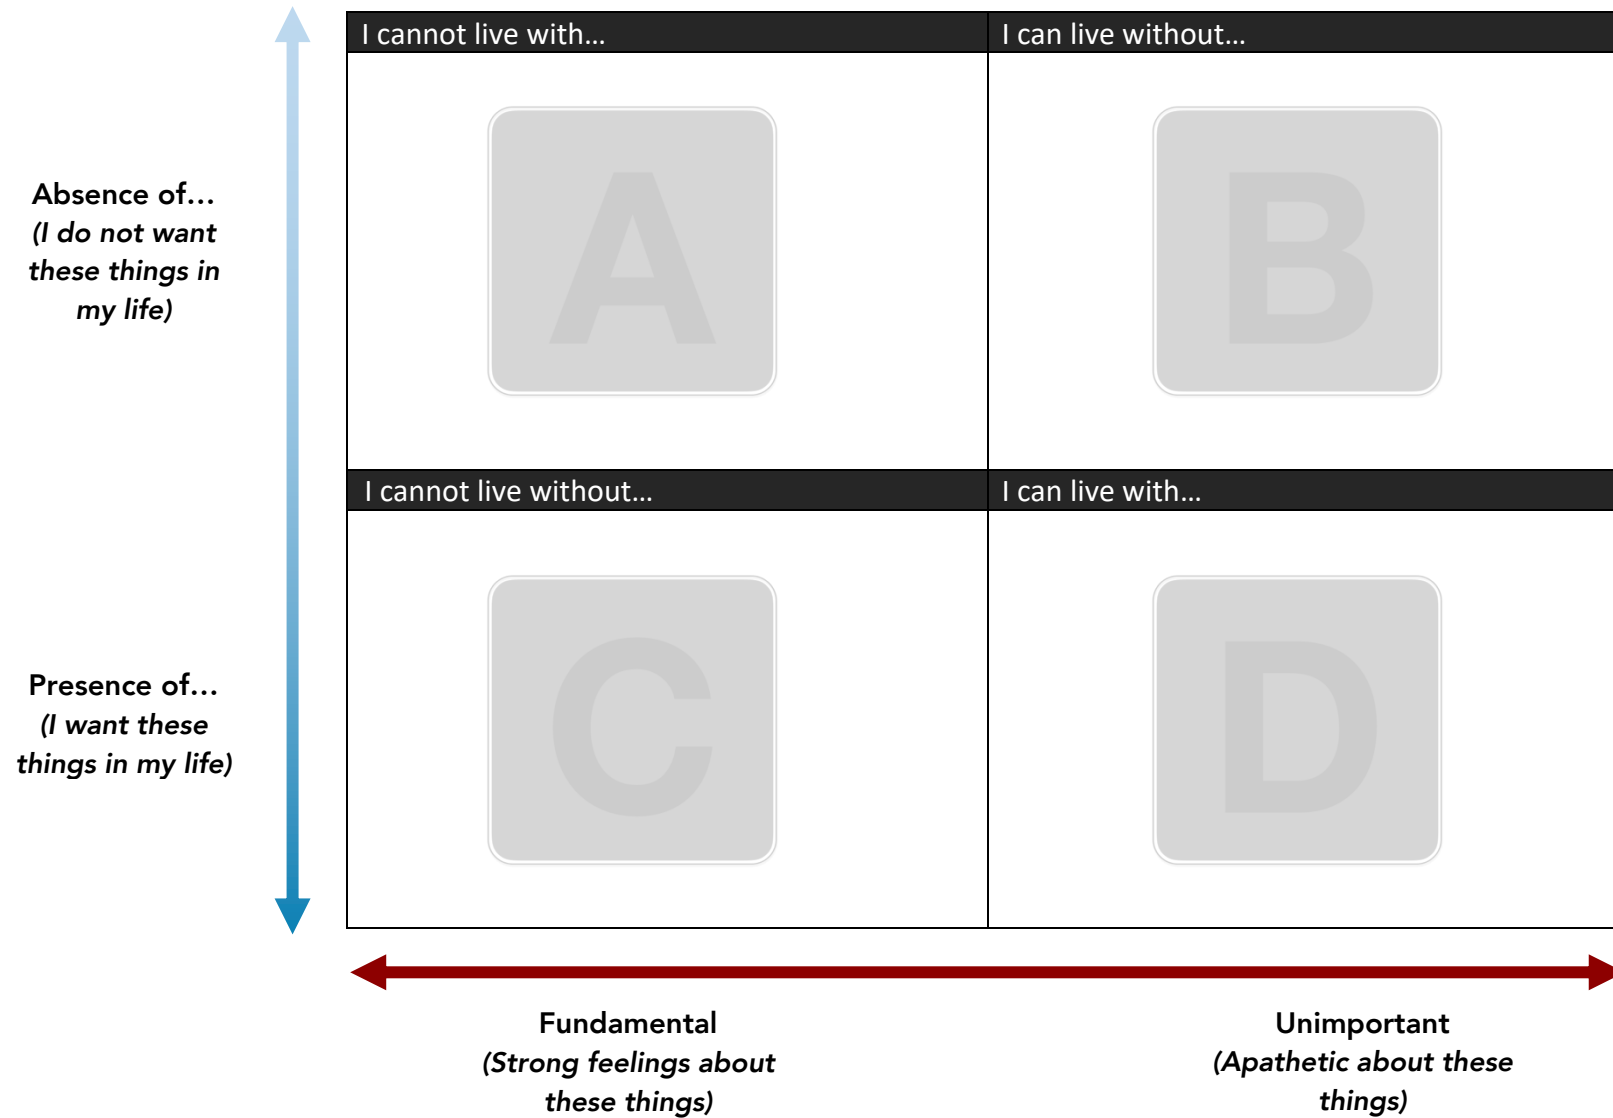 I cannot live with…
I can live without…
A
B
Absence of…
(I do not want
these things in
my life)
I cannot live without…
I can live with…
C
D
Presence of…
(I want these
things in my life)
Fundamental
(Strong feelings about
these things)
Unimportant
(Apathetic about these
things)